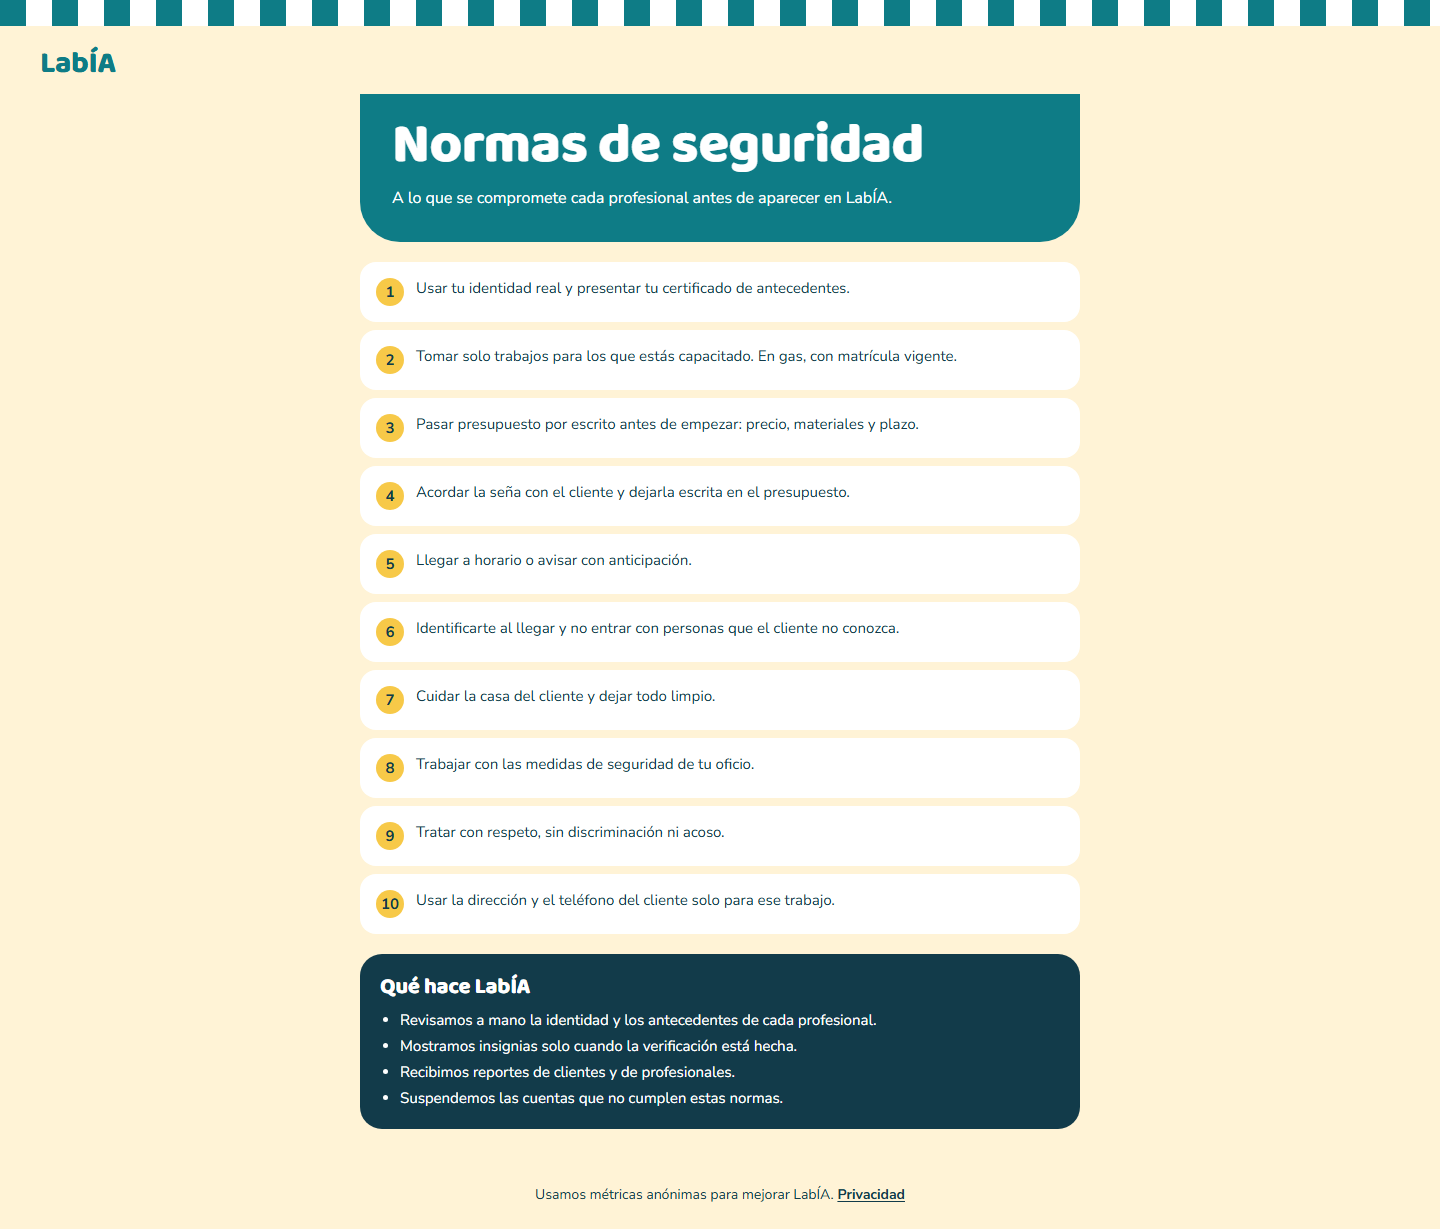 LabÍA
Normas de seguridad
A lo que se compromete cada profesional antes de aparecer en LabÍA.
1 Usar tu identidad real y presentar tu certificado de antecedentes.
2 Tomar solo trabajos para los que estás capacitado. En gas, con matrícula vigente.
3 Pasar presupuesto por escrito antes de empezar: precio, materiales y plazo.
4 Acordar la seña con el cliente y dejarla escrita en el presupuesto.
5 Llegar a horario o avisar con anticipación.
6 Identificarte al llegar y no entrar con personas que el cliente no conozca.
7 Cuidar la casa del cliente y dejar todo limpio.
8 Trabajar con las medidas de seguridad de tu oficio.
9 Tratar con respeto, sin discriminación ni acoso.
10 Usar la dirección y el teléfono del cliente solo para ese trabajo.
Qué hace LabÍA
• Revisamos a mano la identidad y los antecedentes de cada profesional.
• Mostramos insignias solo cuando la verificación está hecha.
• Recibimos reportes de clientes y de profesionales.
• Suspendemos las cuentas que no cumplen estas normas.
Usamos métricas anónimas para mejorar LabÍA. Privacidad